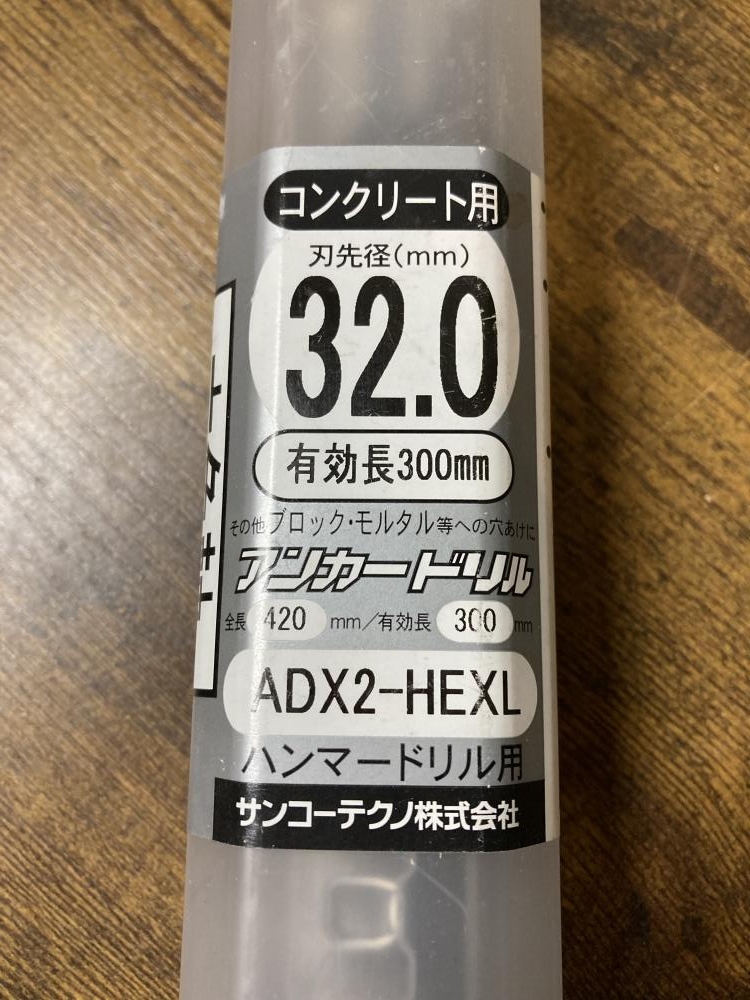 コンクリート用
刃先径(mm)
32.0
有効長300mm
その他ブロック・モルタル等への穴あけに
アンカードリル
全長 420 mm/有効長 300 mm
ADX2-HEXL
ハンマードリル用
サンコーテクノ株式会社